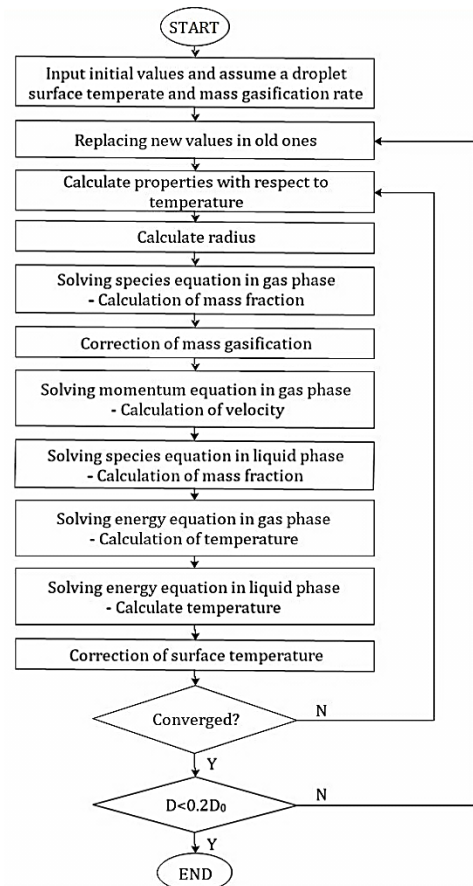 START
Input initial values and assume a droplet
surface temperate and mass gasification rate
Replacing new values in old ones
Calculate properties with respect to
temperature
Calculate radius
Solving species equation in gas phase
- Calculation of mass fraction
Correction of mass gasification
Solving momentum equation in gas phase
- Calculation of velocity
Solving species equation in liquid phase
- Calculation of mass fraction
Solving energy equation in gas phase
- Calculation of temperature
Solving energy equation in liquid phase
- Calculate temperature
Correction of surface temperature
Converged?
N
Y
D<0.2D₀
N
Y
END